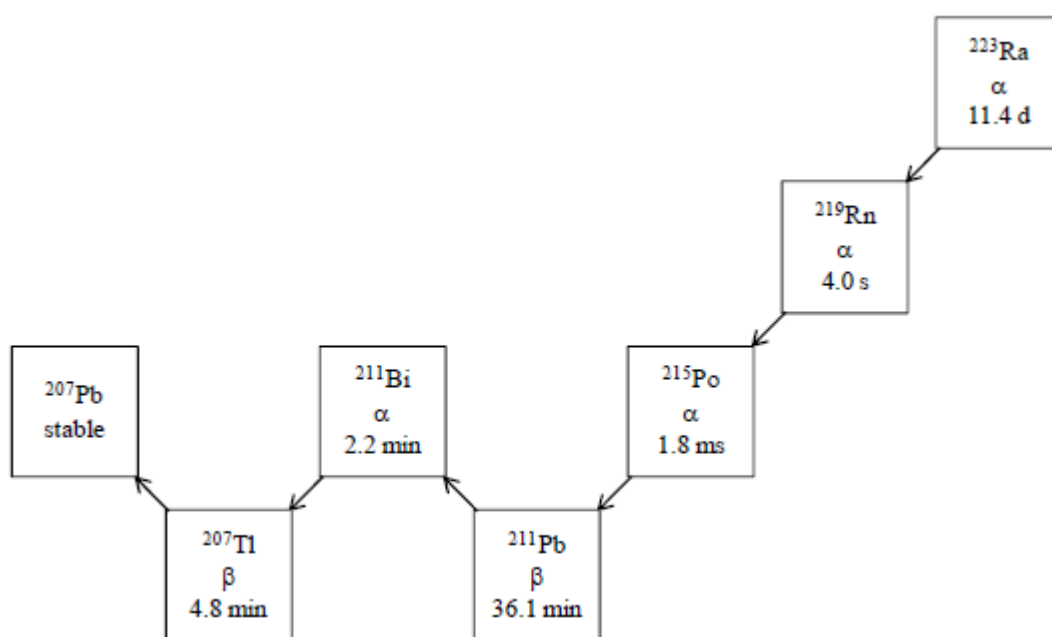 ²²³Ra
α
11.4 d
²¹⁹Rn
α
4.0 s
²⁰⁷Pb
stable
²¹¹Bi
α
2.2 min
²¹⁵Po
α
1.8 ms
²⁰⁷Tl
β
4.8 min
²¹¹Pb
β
36.1 min